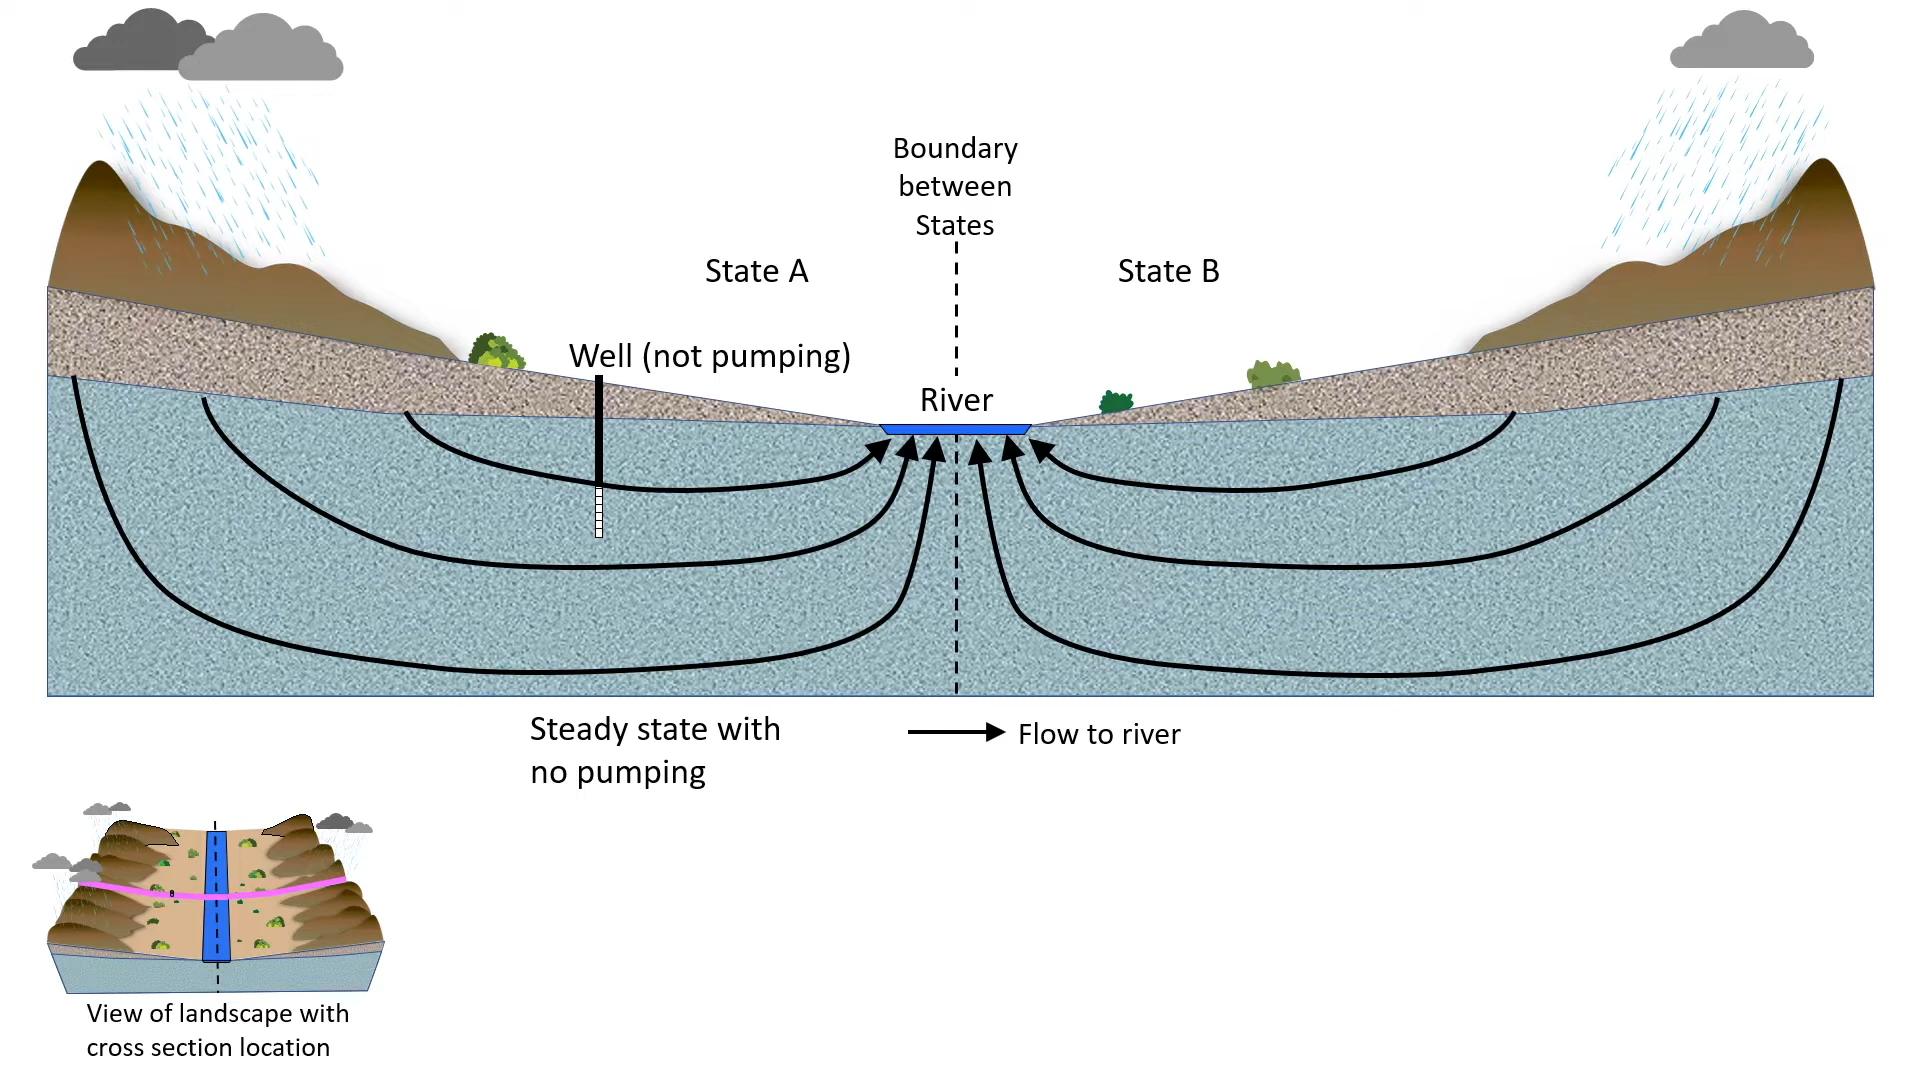 Boundary
between
States
State A
State B
Well (not pumping)
River
Steady state with
no pumping
Flow to river
View of landscape with
cross section location